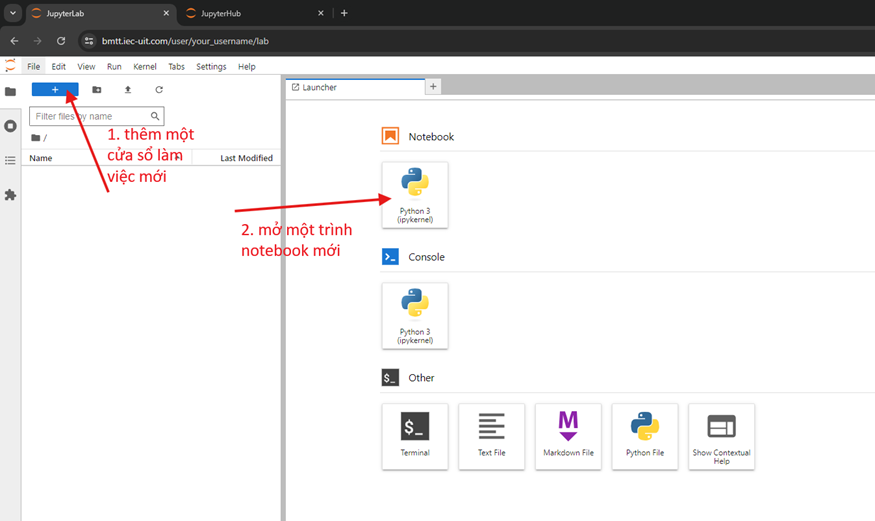 JupyterLab
JupyterHub
bmtt.iec-uit.com/user/your_username/lab
File Edit View Run Kernel Tabs Settings Help
Launcher
Filter files by name
/
Name Last Modified
1. thêm một
cửa sổ làm
việc mới
Notebook
Python 3
(ipykernel)
2. mở một trình
notebook mới
Console
Python 3
(ipykernel)
$_ Other
$_
Terminal
Text File
M
Markdown File
Python File
Show Contextual
Help